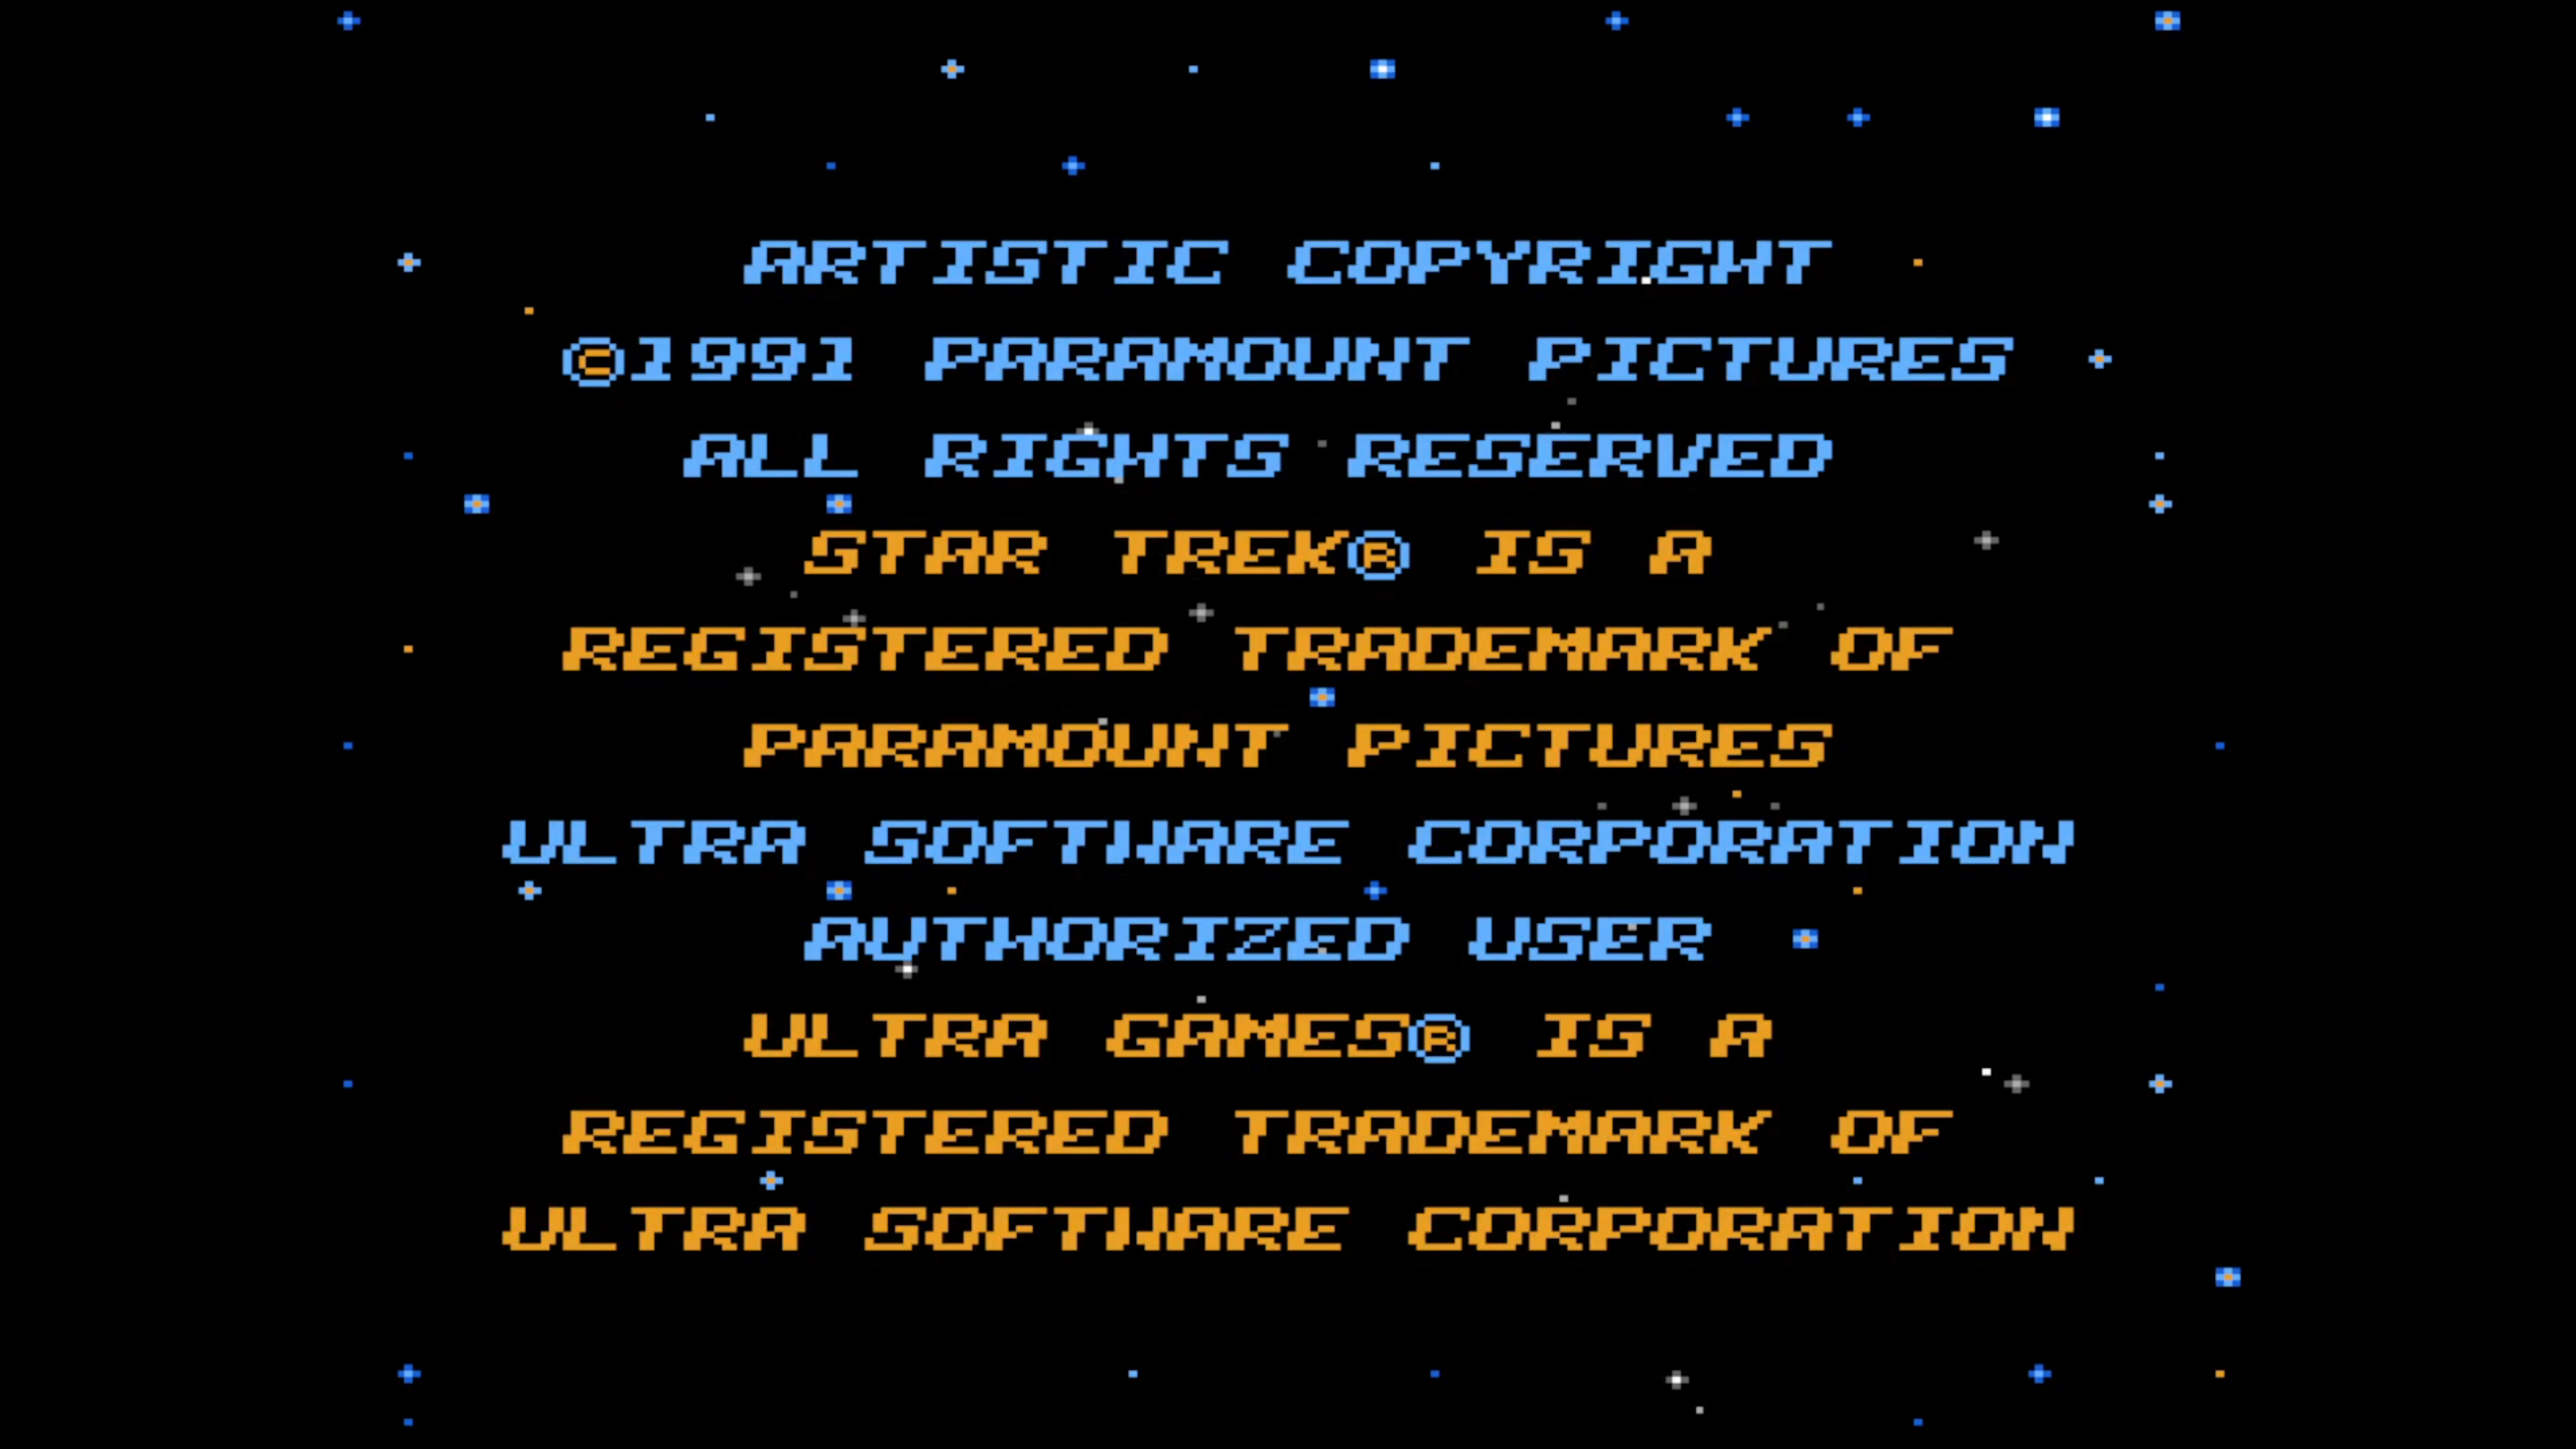 ARTISTIC COPYRIGHT
©1991 PARAMOUNT PICTURES
ALL RIGHTS RESERVED
STAR TREK® IS A
REGISTERED TRADEMARK OF
PARAMOUNT PICTURES
ULTRA SOFTWARE CORPORATION
AUTHORIZED USER
ULTRA GAMES® IS A
REGISTERED TRADEMARK OF
ULTRA SOFTWARE CORPORATION